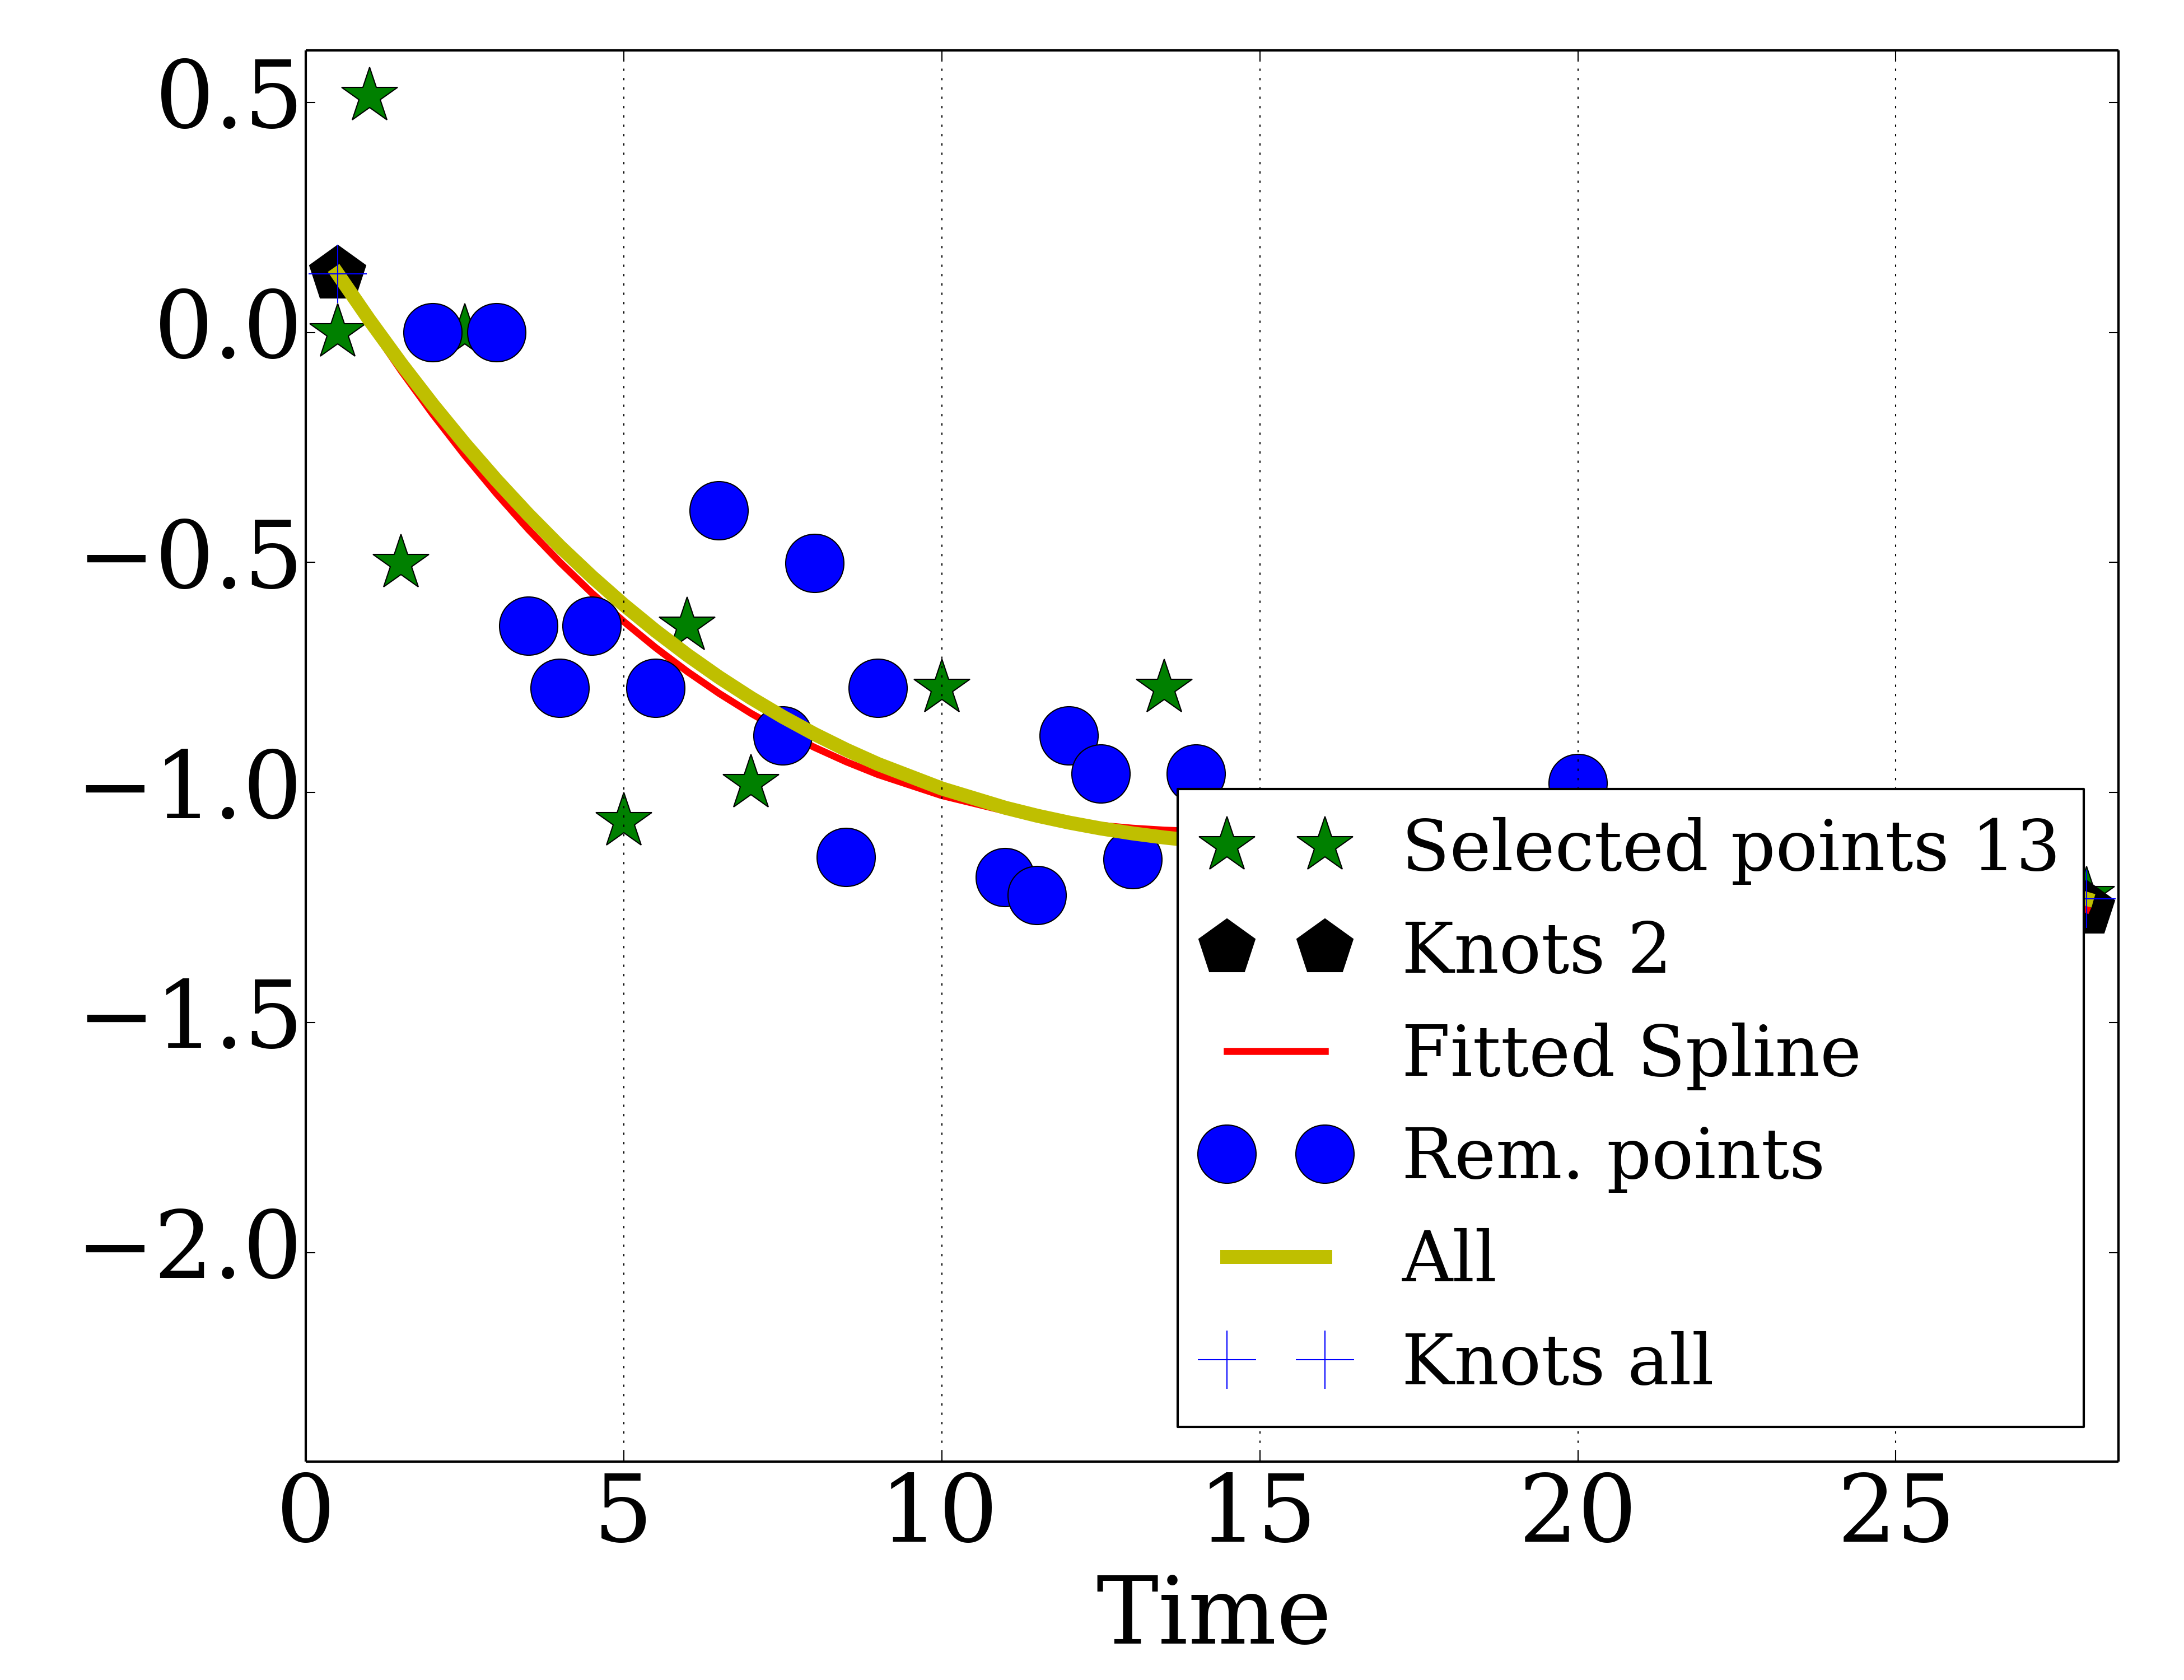 0.5
0.0
−0.5
−1.0
−1.5
−2.0
Selected points 13
Knots 2
Fitted Spline
Rem. points
All
Knots all
0 5 10 15 20 25
Time